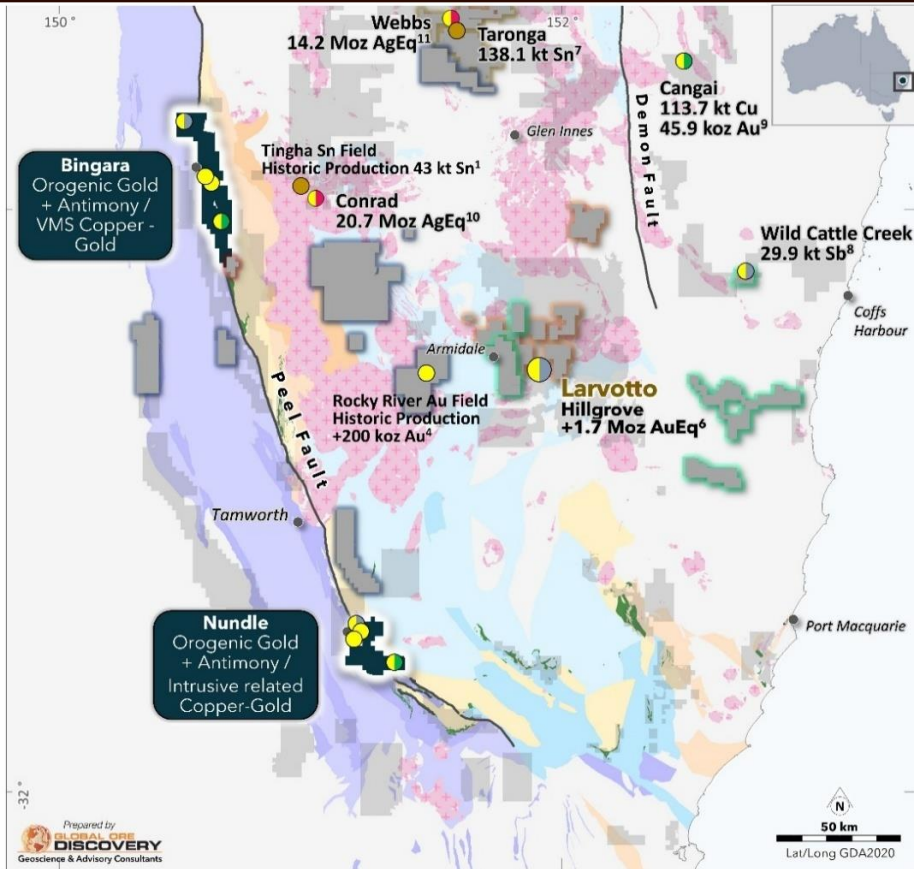 150
152
Webbs
14.2 Moz AgEq¹¹
Taronga
138.1 kt Sn⁷
Cangai
113.7 kt Cu
45.9 koz Au⁹
Demon Fault
Glen Innes
Bingara
Orogenic Gold
+ Antimony /
VMS Copper -
Gold
Tingha Sn Field
Historic Production 43 kt Sn¹
Conrad
20.7 Moz AgEq¹⁰
Wild Cattle Creek
29.9 kt Sb⁸
Coffs
Harbour
Armidale
Larvotto
Hillgrove
+1.7 Moz AuEq⁶
Rocky River Au Field
Historic Production
+200 koz Au⁴
Peel Fault
Tamworth
Nundle
Orogenic Gold
+ Antimony /
Intrusive related
Copper-Gold
Port Macquarie
-32
Prepared by
GLOBAL ORE
DISCOVERY
Geoscience & Advisory Consultants
N
50 km
Lat/Long GDA2020